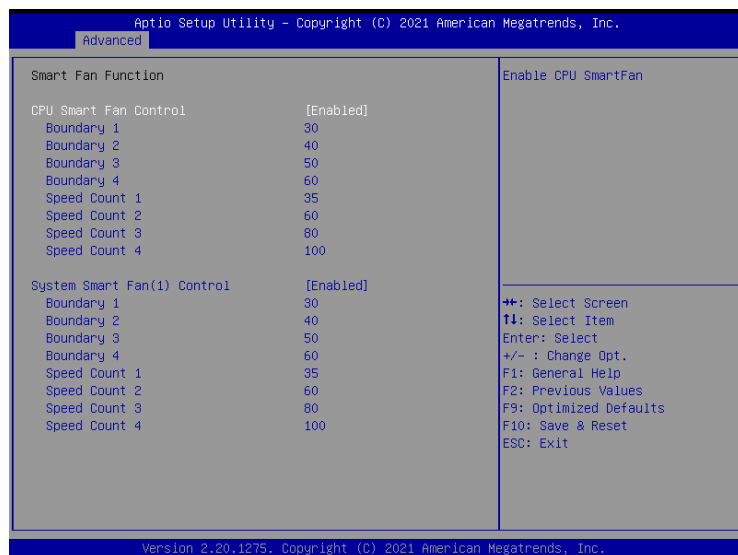 Aptio Setup Utility – Copyright (C) 2021 American Megatrends, Inc.
Advanced
Smart Fan Function
CPU Smart Fan Control [Enabled]
Boundary 1 30
Boundary 2 40
Boundary 3 50
Boundary 4 60
Speed Count 1 35
Speed Count 2 60
Speed Count 3 80
Speed Count 4 100
System Smart Fan(1) Control [Enabled]
Boundary 1 30
Boundary 2 40
Boundary 3 50
Boundary 4 60
Speed Count 1 35
Speed Count 2 60
Speed Count 3 80
Speed Count 4 100
Enable CPU SmartFan
→←: Select Screen
↑↓: Select Item
Enter: Select
+/- : Change Opt.
F1: General Help
F2: Previous Values
F9: Optimized Defaults
F10: Save & Reset
ESC: Exit
Version 2.20.1275. Copyright (C) 2021 American Megatrends, Inc.